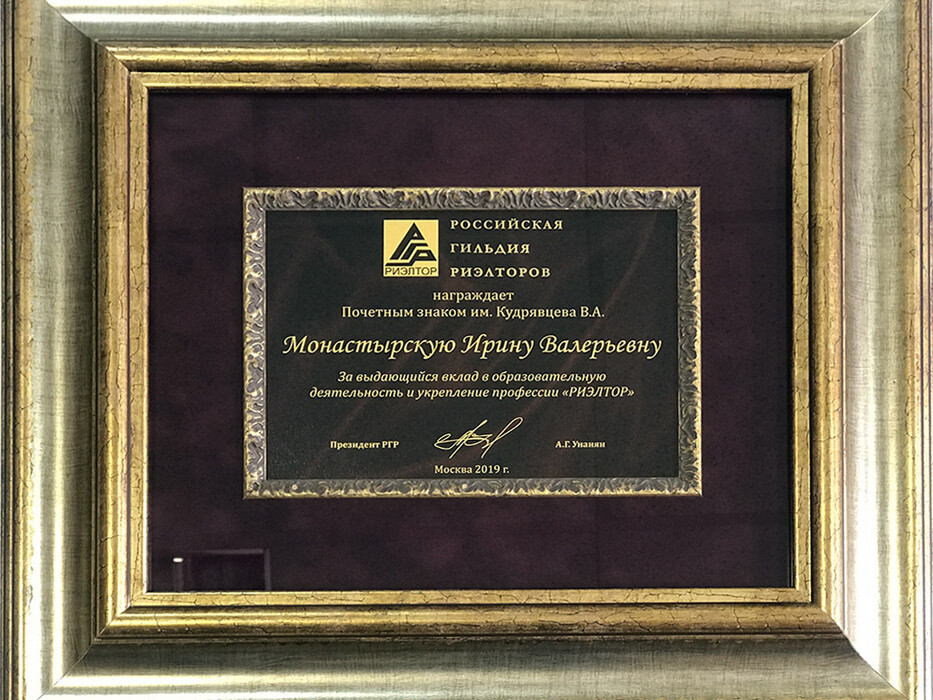 РОССИЙСКАЯ
ГИЛЬДИЯ
РИЭЛТОРОВ
РИЭЛТОР
награждает
Почетным знаком им. Кудрявцева В.А.
Монастырскую Ирину Валерьевну
За выдающийся вклад в образовательную
деятельность и укрепление профессии «РИЭЛТОР»
Президент РГР А.Г. Унанян
Москва 2019 г.